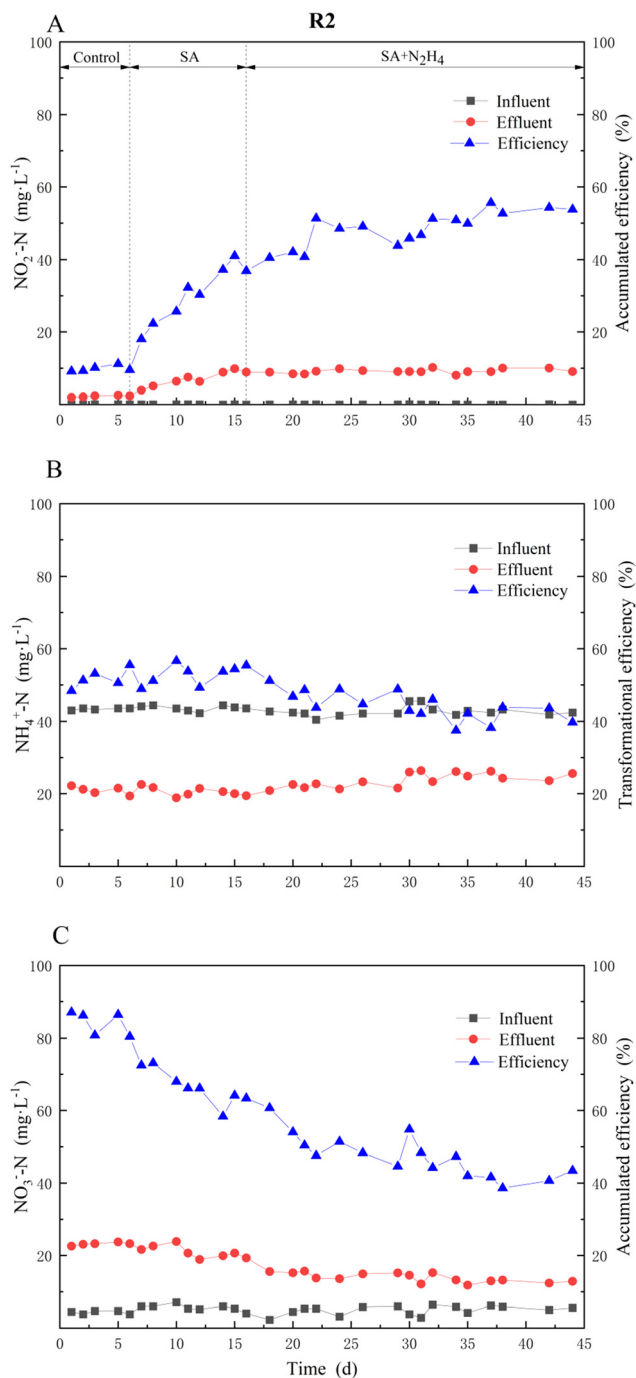 R2
A
Control SA SA+N₂H₄
Influent
Effluent
Efficiency
NO₂⁻-N (mg·L⁻¹)
Accumulated efficiency (%)
100 80 60 40 20
100 80 60 40 20
0 5 10 15 20 25 30 35 40 45
B
Influent
Effluent
Efficiency
NH₄⁺-N (mg·L⁻¹)
Transformational efficiency (%)
100 80 60 40 20
100 80 60 40 20
0 5 10 15 20 25 30 35 40 45
C
Influent
Effluent
Efficiency
NO₃⁻-N (mg·L⁻¹)
Accumulated efficiency (%)
100 80 60 40 20
100 80 60 40 20
0 5 10 15 20 25 30 35 40 45
Time (d)